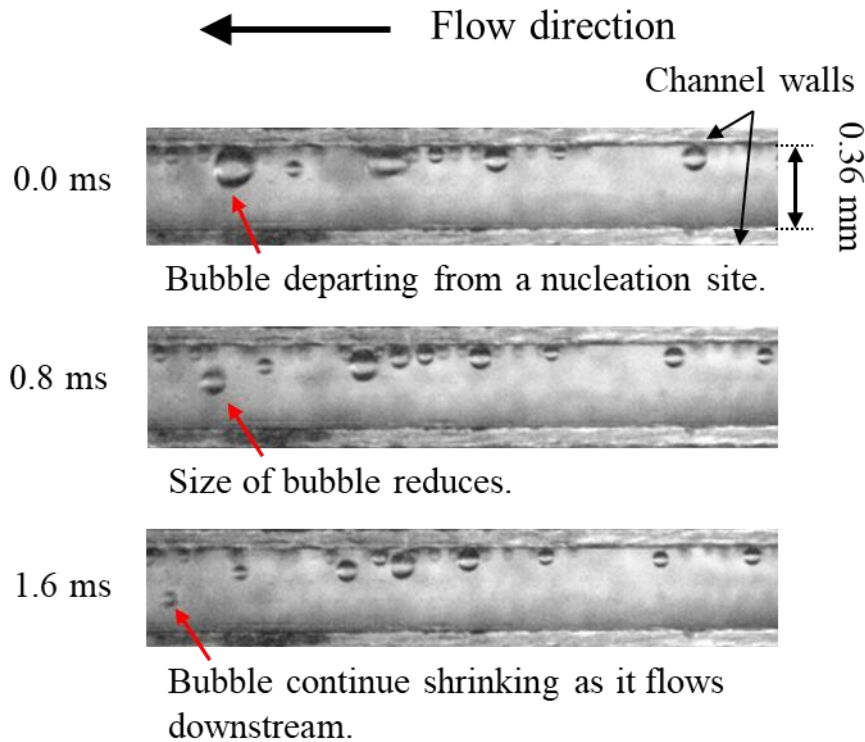 Flow direction
Channel walls
0.36 mm
0.0 ms
Bubble departing from a nucleation site.
0.8 ms
Size of bubble reduces.
1.6 ms
Bubble continue shrinking as it flows
downstream.